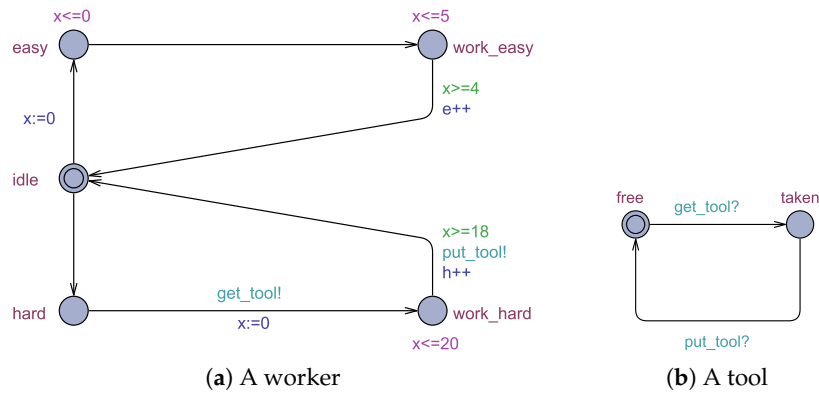 x<=0
x<=5
easy
work_easy
x>=4
e++
x:=0
idle
x>=18
put_tool!
h++
get_tool!
hard
x:=0
work_hard
x<=20
(a) A worker
free
taken
get_tool?
put_tool?
(b) A tool